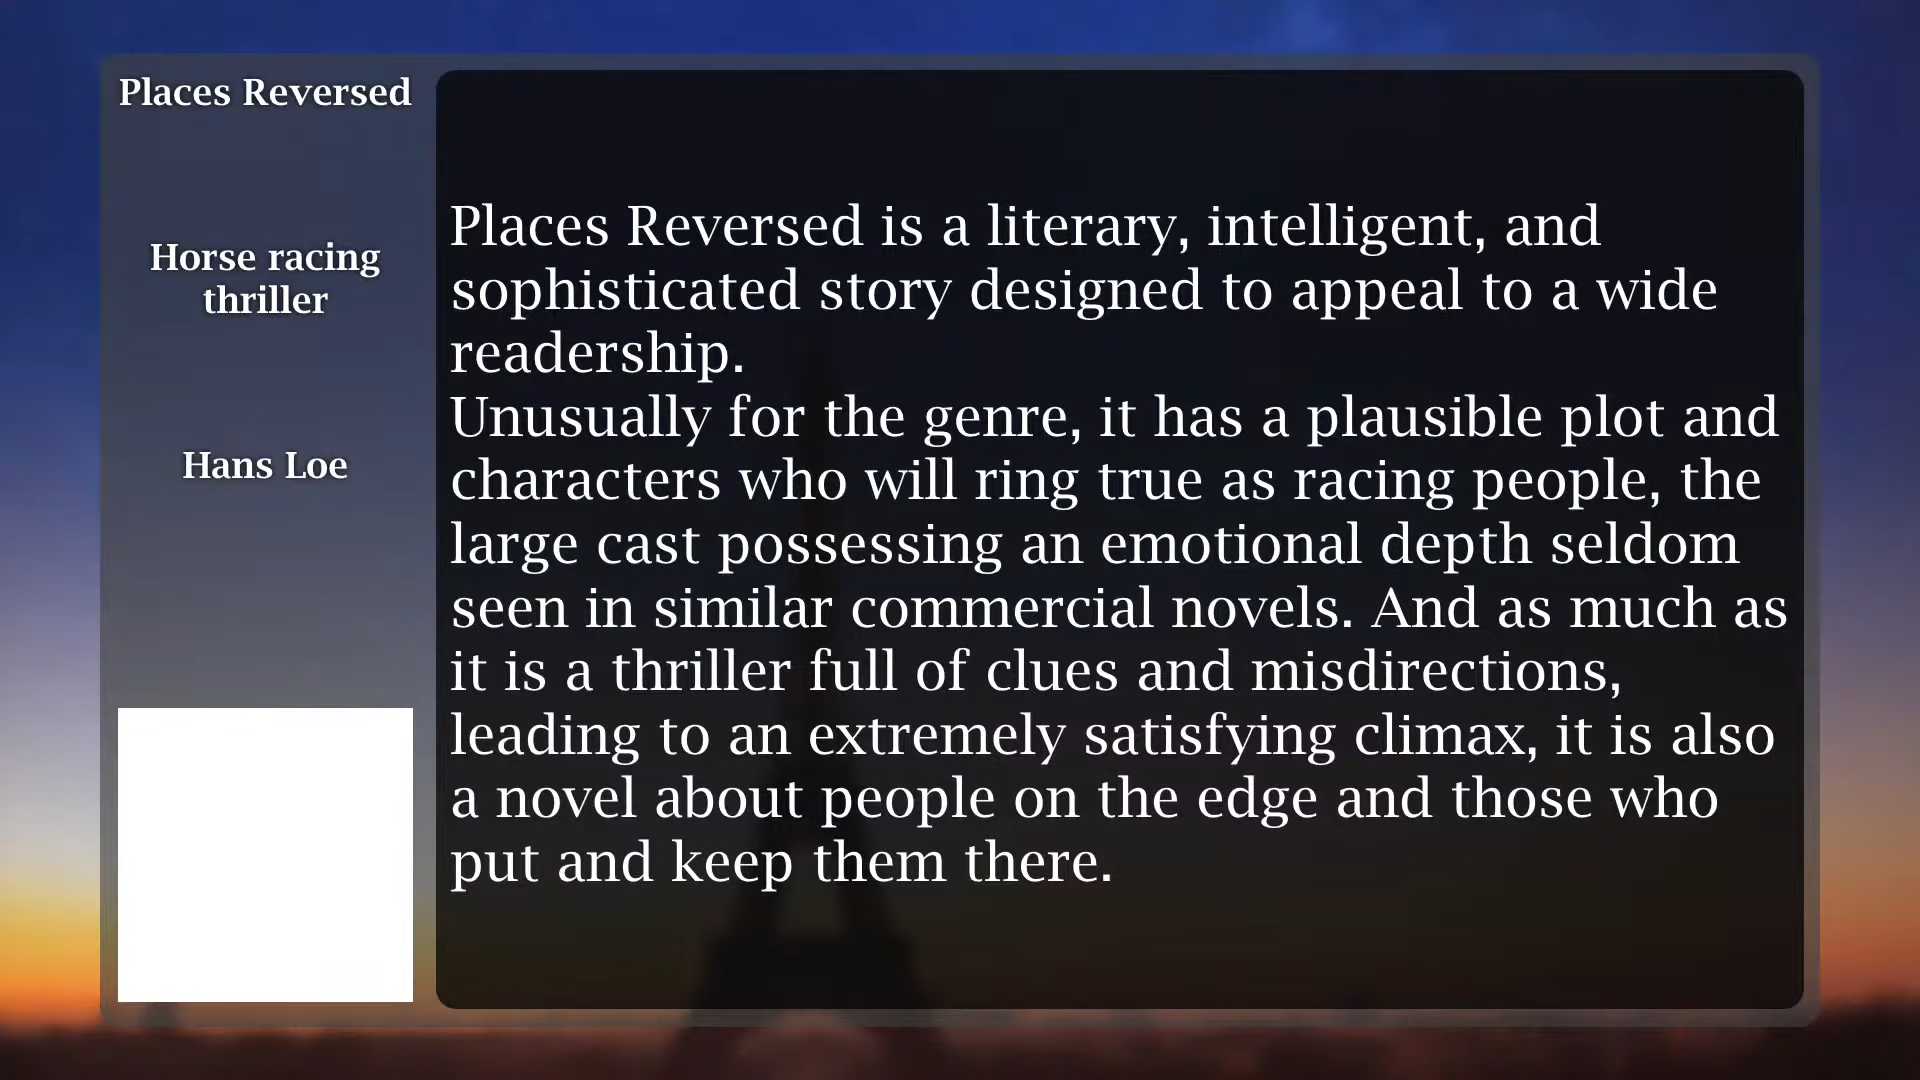 Places Reversed
Horse racing
thriller
Hans Loe
Places Reversed is a literary, intelligent, and
sophisticated story designed to appeal to a wide
readership.
Unusually for the genre, it has a plausible plot and
characters who will ring true as racing people, the
large cast possessing an emotional depth seldom
seen in similar commercial novels. And as much as
it is a thriller full of clues and misdirections,
leading to an extremely satisfying climax, it is also
a novel about people on the edge and those who
put and keep them there.